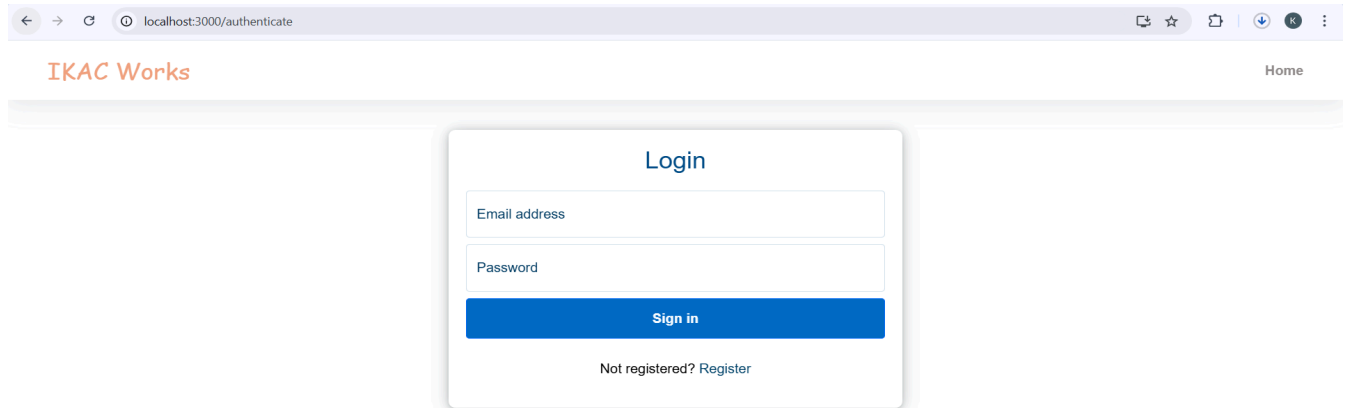 localhost:3000/authenticate
K
IKAC Works
Home
Login
Email address
Password
Sign in
Not registered? Register